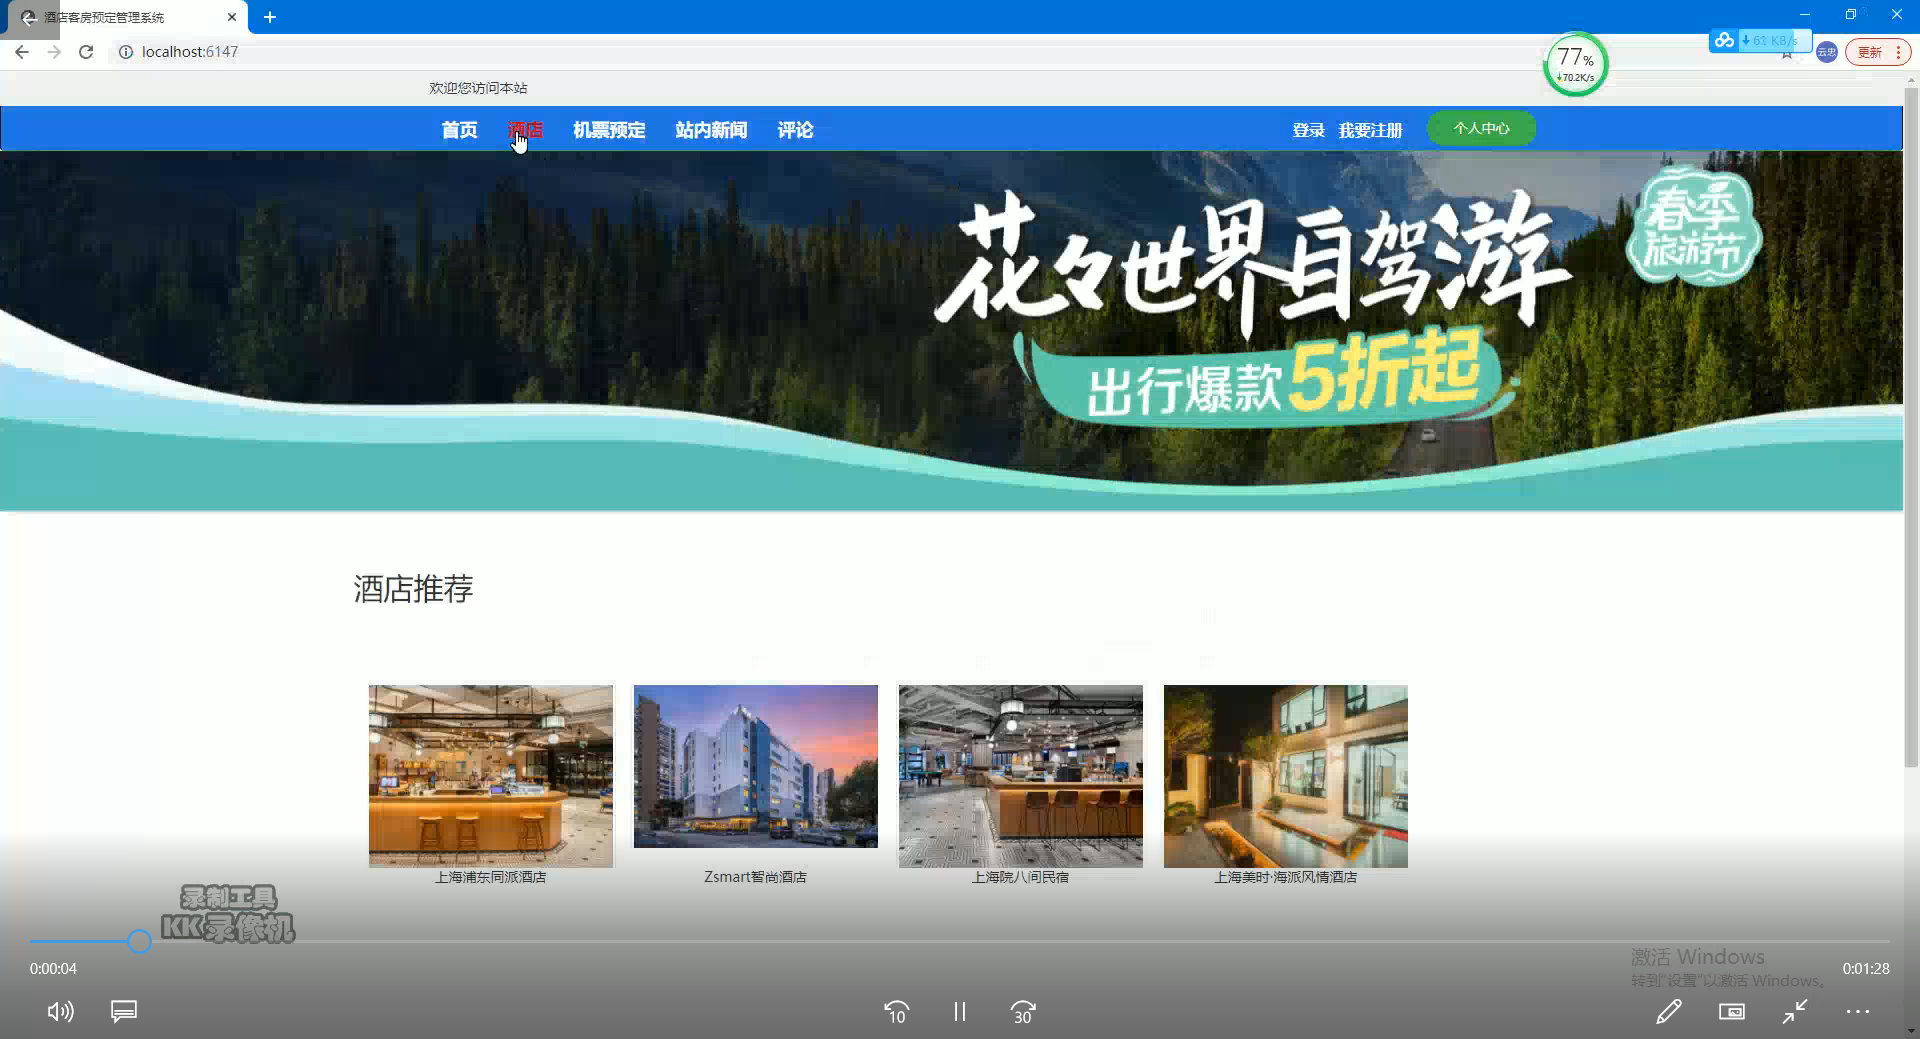 酒店客房预定管理系统
localhost:6147
77%
70.2K/s
6? KB/s
云忠
更新
欢迎您访问本站
首页 酒店 机票预定 站内新闻 评论 登录 我要注册 个人中心
花々世界自驾游
春季
旅游节
出行爆款5折起
酒店推荐
上海浦东同派酒店 Zsmart智尚酒店 上海院八间民宿 上海美时·海派风情酒店
录制工具
KK录像机
激活 Windows
转到"设置"以激活 Windows。
0:00:04 0:01:28
10 30